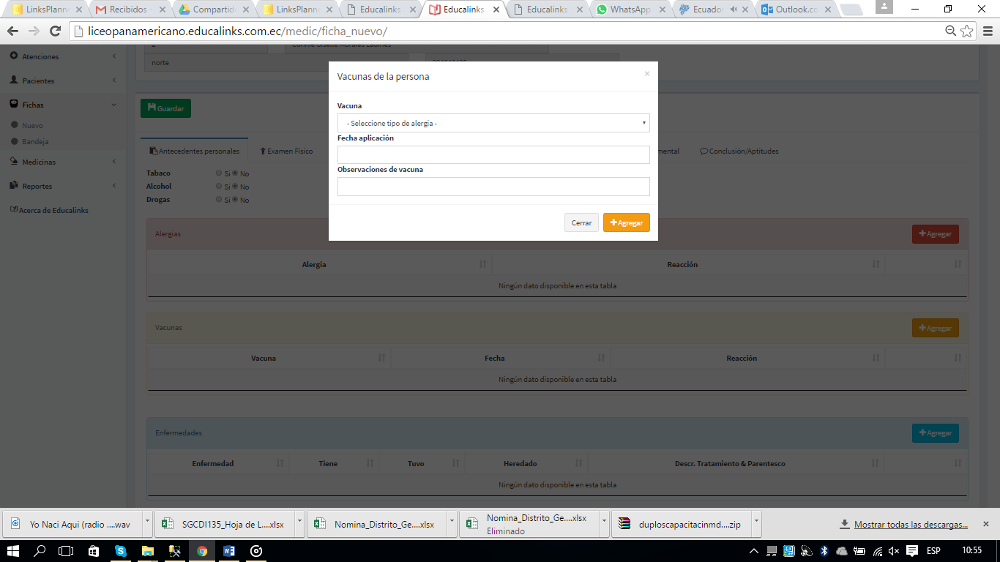 LinksPlanne
Recibidos -
Compartid
LinksPlanne
Educalinks
Educalinks
Educalinks
WhatsApp
Ecuador
Outlook.co
liceopanamericano.educalinks.com.ec/medic/ficha_nuevo/
Atenciones
Pacientes
Fichas
Nuevo
Bandeja
Medicinas
Reportes
Acerca de Educalinks
2
Connie Giselle Morales Ladines
norte
Vacunas de la persona
×
Vacuna
- Seleccione tipo de alergia -
Fecha aplicación
Observaciones de vacuna
Cerrar
Agregar
Guardar
Antecedentes personales
Examen Físico
mental
Conclusión/Aptitudes
Tabaco Si No
Alcohol Si No
Drogas Si No
Alergias
Agregar
Alergia Reacción
Ningún dato disponible en esta tabla
Vacunas
Agregar
Vacuna Fecha Reacción
Ningún dato disponible en esta tabla
Enfermedades
Agregar
Enfermedad Tiene Tuvo Heredado Descr. Tratamiento & Parentesco
Ningún dato disponible en esta tabla
Yo Naci Aqui (radio ....wav
SGCDI135_Hoja de L....xlsx
Nomina_Distrito_Ge....xlsx
Nomina_Distrito_Ge....xlsx
Eliminado
duploscapacitacinmd....zip
Mostrar todas las descargas...
ESP
10:55